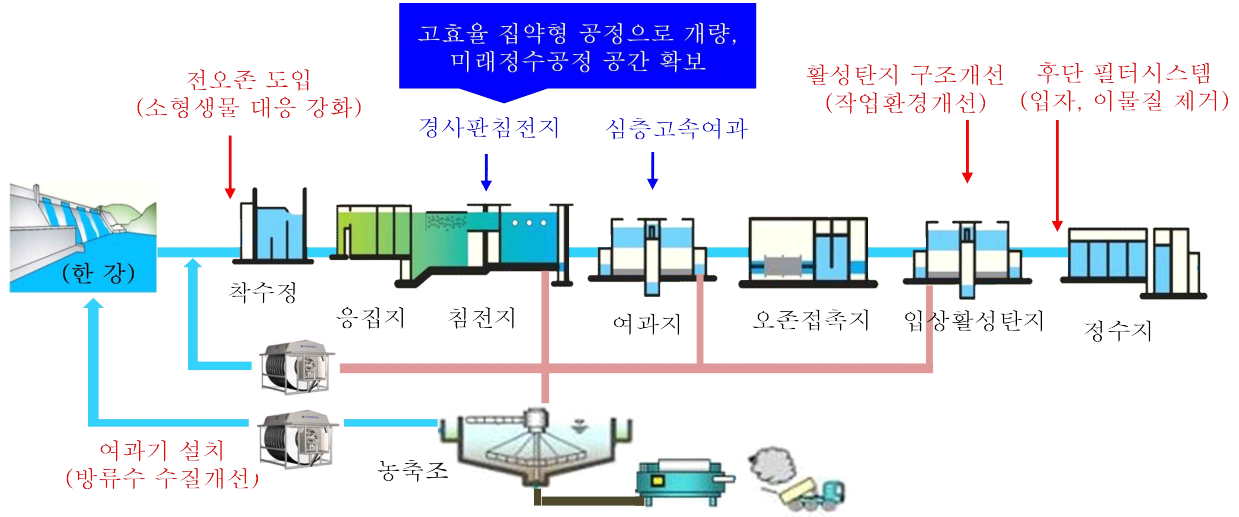 고효율 집약형 공정으로 개량,
미래정수공정 공간 확보
전오존 도입
(소형생물 대응 강화)
활성탄지 구조개선
(작업환경개선)
후단 필터시스템
(입자, 이물질 제거)
경사판침전지
심층고속여과
(한 강)
착수정
응집지
침전지
여과지
오존접촉지
입상활성탄지
정수지
여과기 설치
(방류수 수질개선)
농축조